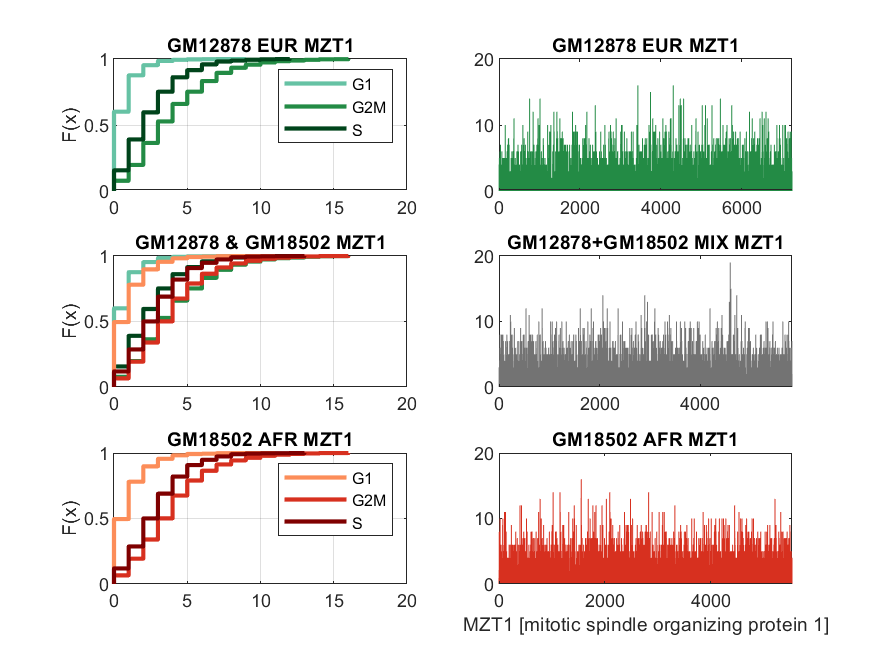 GM12878 EUR MZT1
1
0.5
0
F(x)
0 5 10 15 20
G1
G2M
S
GM12878 EUR MZT1
20
10
0
0 2000 4000 6000
GM12878 & GM18502 MZT1
1
0.5
0
F(x)
0 5 10 15 20
GM12878+GM18502 MIX MZT1
20
10
0
0 2000 4000
GM18502 AFR MZT1
1
0.5
0
F(x)
0 5 10 15 20
G1
G2M
S
GM18502 AFR MZT1
20
10
0
0 2000 4000
MZT1 [mitotic spindle organizing protein 1]